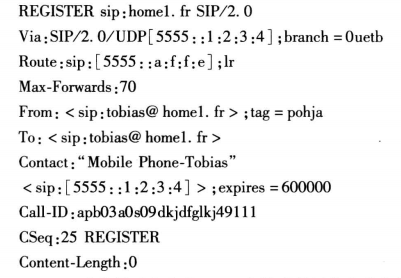 REGISTER sip:home1. fr SIP/2. 0
Via:SIP/2. 0/UDP[5555::1:2:3:4];branch = 0uetb
Route:sip:[5555::a:f:f:e];lr
Max-Forwards:70
From: < sip:tobias@ home1. fr > ;tag = pohja
To: < sip:tobias@ home1. fr >
Contact:“Mobile Phone-Tobias”
< sip:[5555::1:2:3:4] > ;expires = 600000
Call-ID:apb03a0s09dkjdfglkj49111
CSeq:25 REGISTER
Content-Length:0